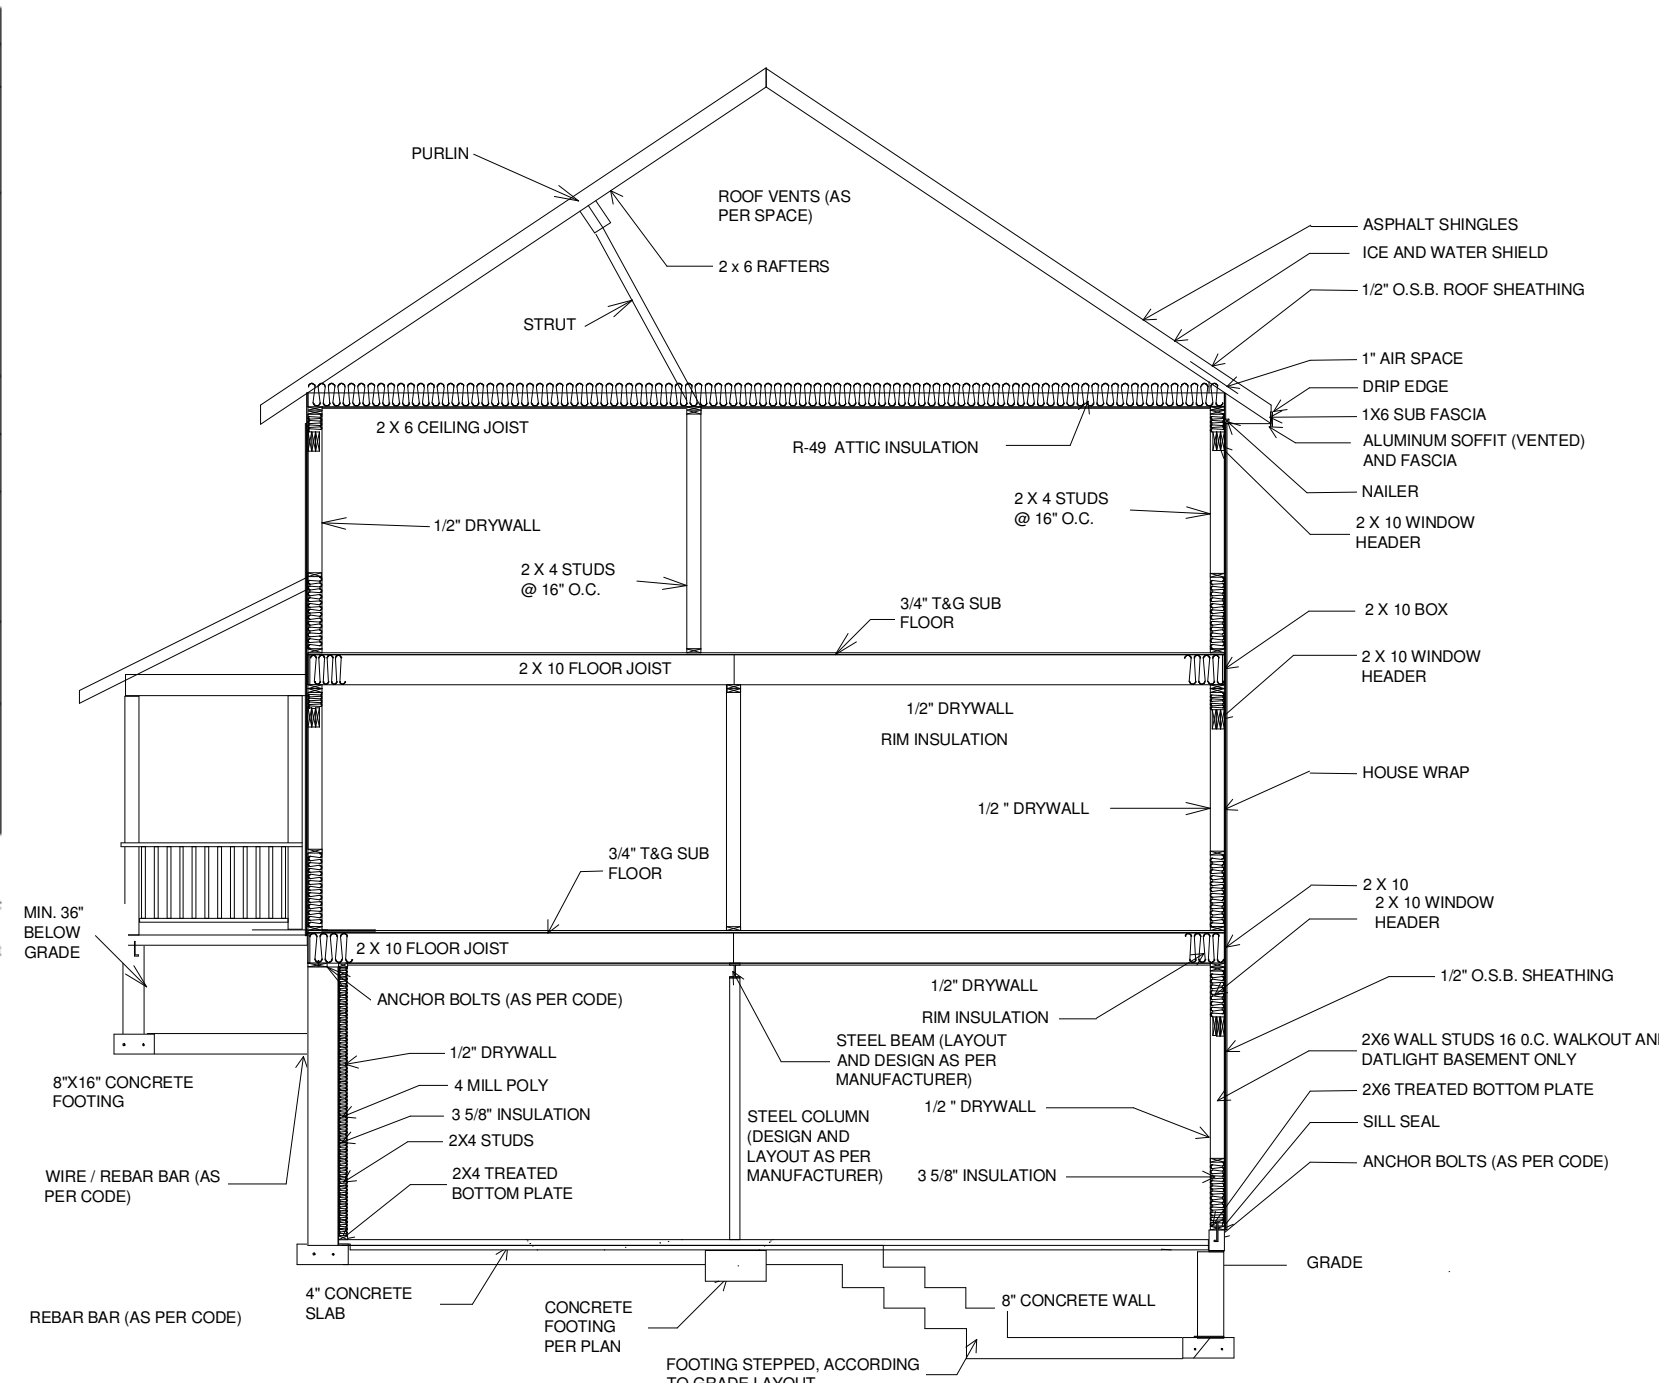 PURLIN
ROOF VENTS (AS
PER SPACE)
2 x 6 RAFTERS
STRUT
ASPHALT SHINGLES
ICE AND WATER SHIELD
1/2" O.S.B. ROOF SHEATHING
1" AIR SPACE
DRIP EDGE
1X6 SUB FASCIA
ALUMINUM SOFFIT (VENTED)
AND FASCIA
NAILER
2 X 10 WINDOW
HEADER
2 X 6 CEILING JOIST
R-49 ATTIC INSULATION
1/2" DRYWALL
2 X 4 STUDS
@ 16" O.C.
2 X 4 STUDS
@ 16" O.C.
3/4" T&G SUB
FLOOR
2 X 10 BOX
2 X 10 WINDOW
HEADER
2 X 10 FLOOR JOIST
1/2" DRYWALL
RIM INSULATION
HOUSE WRAP
1/2 " DRYWALL
3/4" T&G SUB
FLOOR
2 X 10
2 X 10 WINDOW
HEADER
MIN. 36"
BELOW
GRADE
2 X 10 FLOOR JOIST
1/2" O.S.B. SHEATHING
ANCHOR BOLTS (AS PER CODE)
1/2" DRYWALL
RIM INSULATION
STEEL BEAM (LAYOUT
AND DESIGN AS PER
MANUFACTURER)
2X6 WALL STUDS 16 0.C. WALKOUT AN
DATLIGHT BASEMENT ONLY
2X6 TREATED BOTTOM PLATE
SILL SEAL
ANCHOR BOLTS (AS PER CODE)
1/2" DRYWALL
4 MILL POLY
3 5/8" INSULATION
2X4 STUDS
2X4 TREATED
BOTTOM PLATE
8"X16" CONCRETE
FOOTING
WIRE / REBAR BAR (AS
PER CODE)
1/2 " DRYWALL
STEEL COLUMN
(DESIGN AND
LAYOUT AS PER
MANUFACTURER)
3 5/8" INSULATION
GRADE
REBAR BAR (AS PER CODE)
4" CONCRETE
SLAB
CONCRETE
FOOTING
PER PLAN
8" CONCRETE WALL
FOOTING STEPPED, ACCORDING
TO GRADE LAYOUT